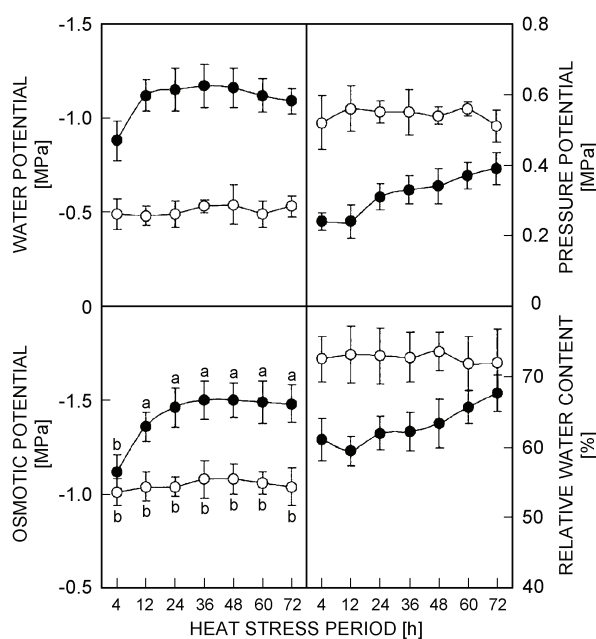 -1.5
-1.0
-0.5
0
WATER POTENTIAL
[MPa]
0.8
0.6
0.4
0.2
0
PRESSURE POTENTIAL
[MPa]
-1.5
-1.0
-0.5
OSMOTIC POTENTIAL
[MPa]
b a a a a a a
b b b b b b b
70
60
50
40
RELATIVE WATER CONTENT
[%]
4 12 24 36 48 60 72 4 12 24 36 48 60 72
HEAT STRESS PERIOD [h]